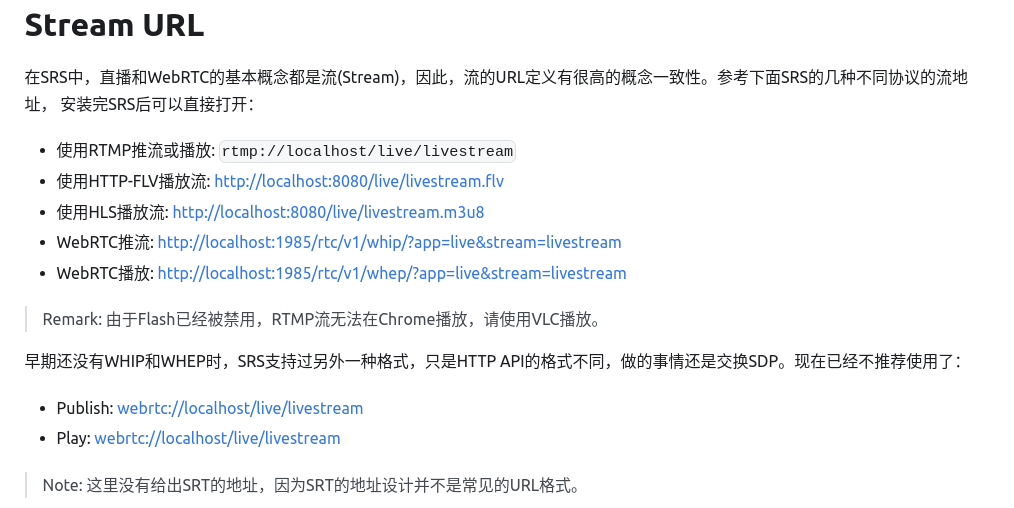 Stream URL
在SRS中，直播和WebRTC的基本概念都是流(Stream)，因此，流的URL定义有很高的概念一致性。参考下面SRS的几种不同协议的流地
址， 安装完SRS后可以直接打开：
使用RTMP推流或播放: rtmp://localhost/live/livestream
使用HTTP-FLV播放流: http://localhost:8080/live/livestream.flv
使用HLS播放流: http://localhost:8080/live/livestream.m3u8
WebRTC推流: http://localhost:1985/rtc/v1/whip/?app=live&stream=livestream
WebRTC播放: http://localhost:1985/rtc/v1/whep/?app=live&stream=livestream
Remark: 由于Flash已经被禁用，RTMP流无法在Chrome播放，请使用VLC播放。
早期还没有WHIP和WHEP时，SRS支持过另外一种格式，只是HTTP API的格式不同，做的事情还是交换SDP。现在已经不推荐使用了：
Publish: webrtc://localhost/live/livestream
Play: webrtc://localhost/live/livestream
Note: 这里没有给出SRT的地址，因为SRT的地址设计并不是常见的URL格式。